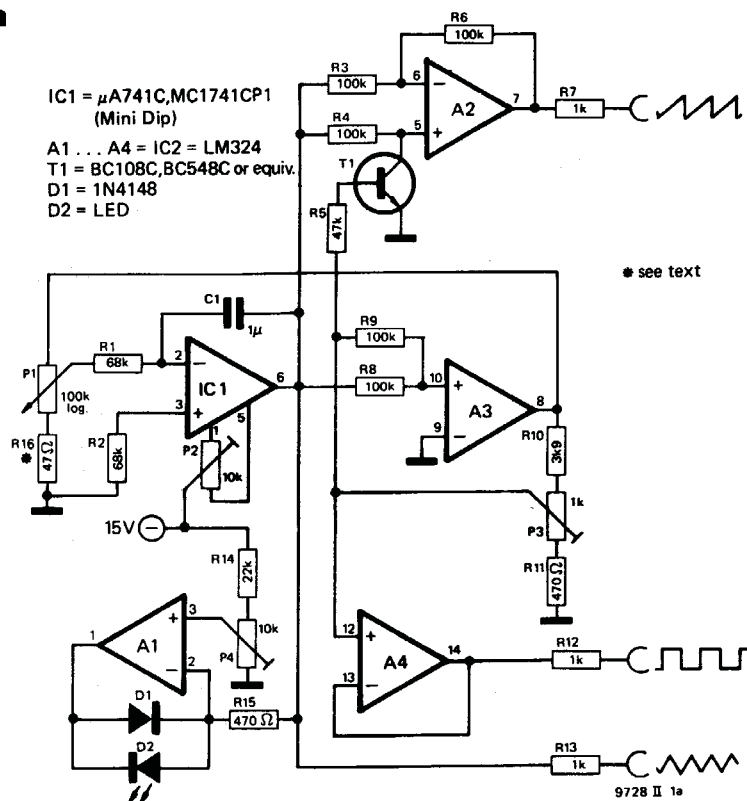 IC1 = µA741C,MC1741CP1
(Mini Dip)
A1 ... A4 = IC2 = LM324
T1 = BC108C,BC548C or equiv.
D1 = 1N4148
D2 = LED
R3
100k
R4
100k
R6
100k
6
5
−
+
A2
7
R7
1k
T1
R5
47k
* see text
C1
1µ
R1
68k
P1
100k
log.
R16
*
47 Ω
R2
68k
2
3
−
+
IC1
6
1
5
P2
10k
R9
100k
R8
100k
10
9
+
−
A3
8
R10
3k9
1k
P3
R11
470 Ω
15V −
R14
22k
10k
P4
1
A1
+
−
3
2
D1
D2
R15
470 Ω
12
13
+
−
A4
14
R12
1k
R13
1k
9728 II 1a